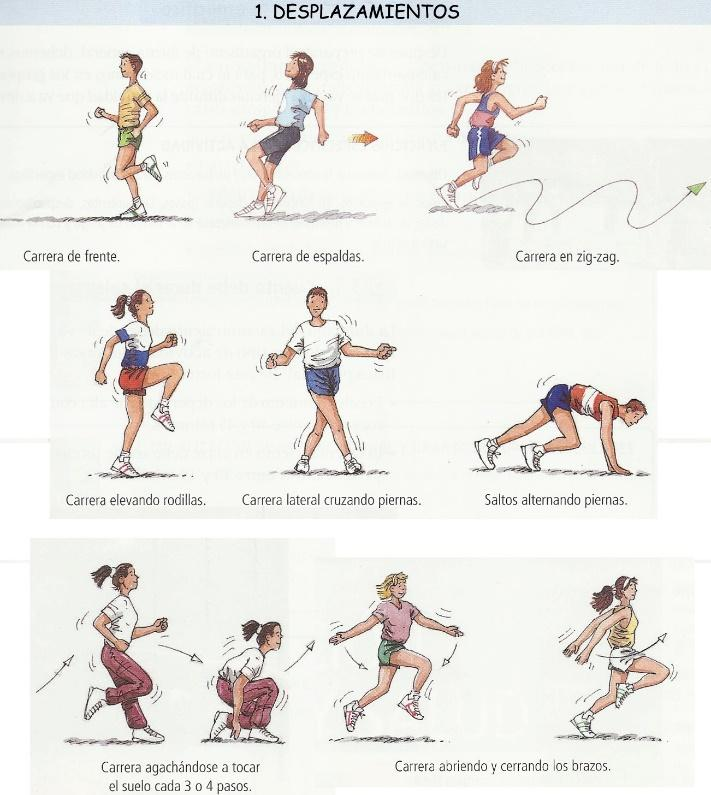 1. DESPLAZAMIENTOS
Carrera de frente.
Carrera de espaldas.
Carrera en zig-zag.
Carrera elevando rodillas.
Carrera lateral cruzando piernas.
Saltos alternando piernas.
Carrera agachándose a tocar
el suelo cada 3 o 4 pasos.
Carrera abriendo y cerrando los brazos.